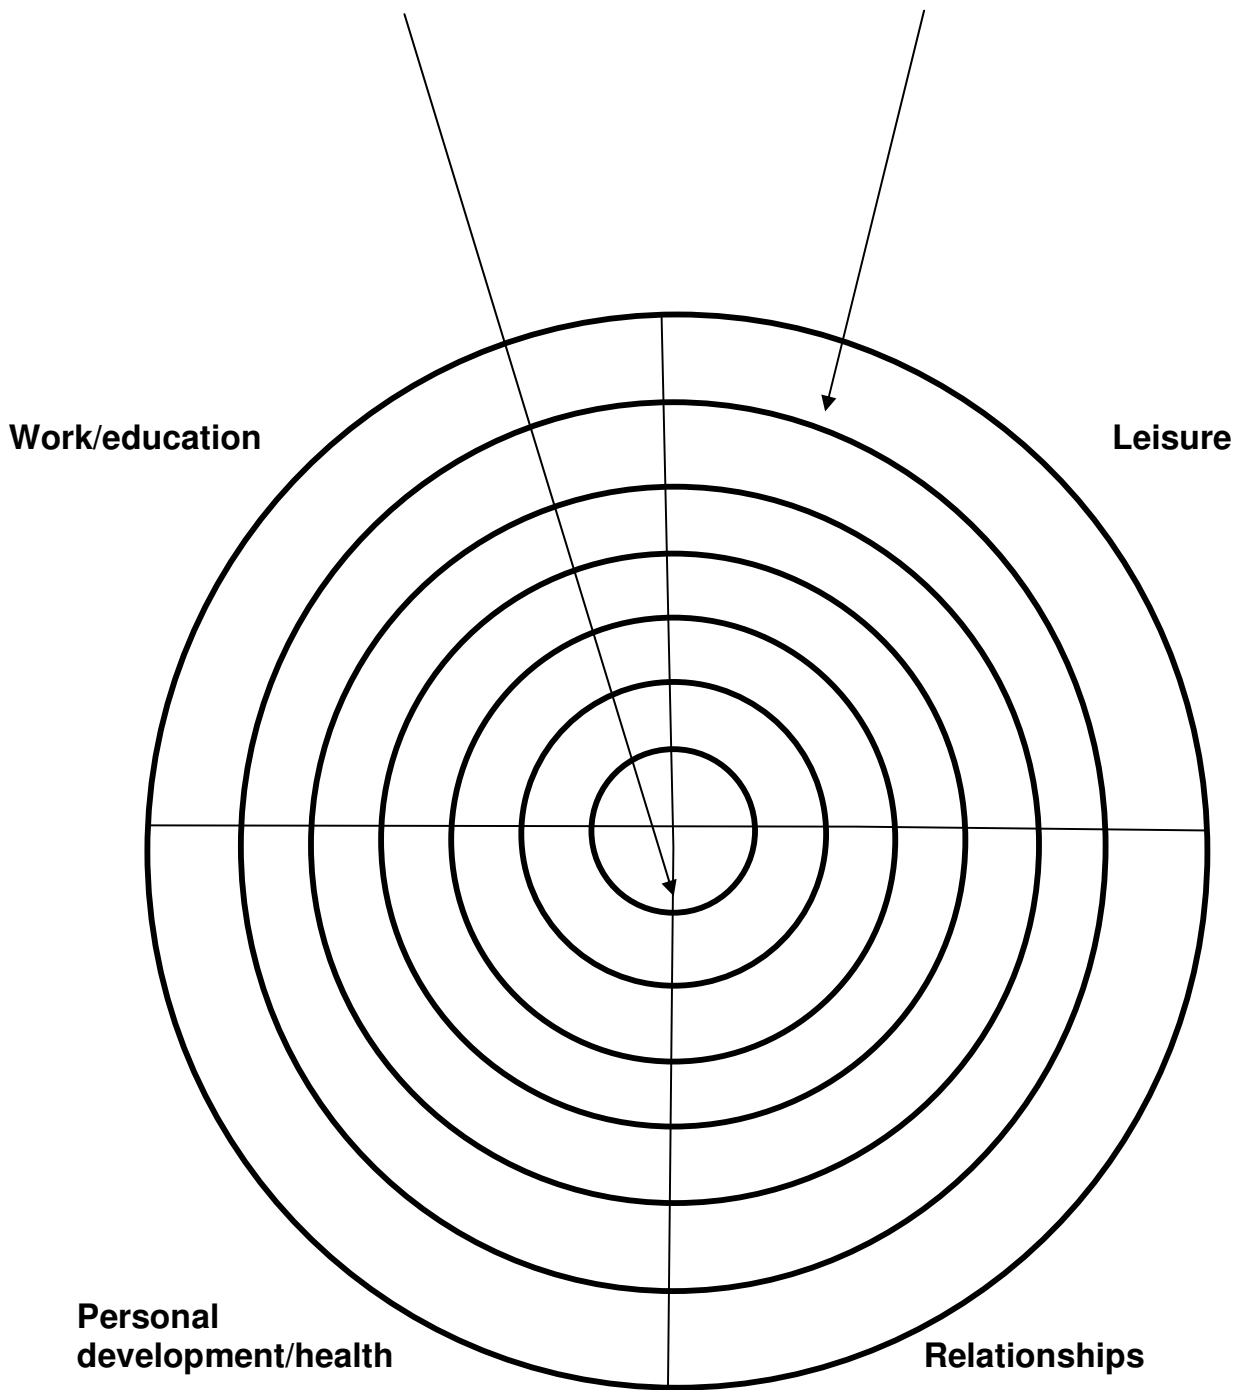 Work/education
Leisure
Personal
development/health
Relationships